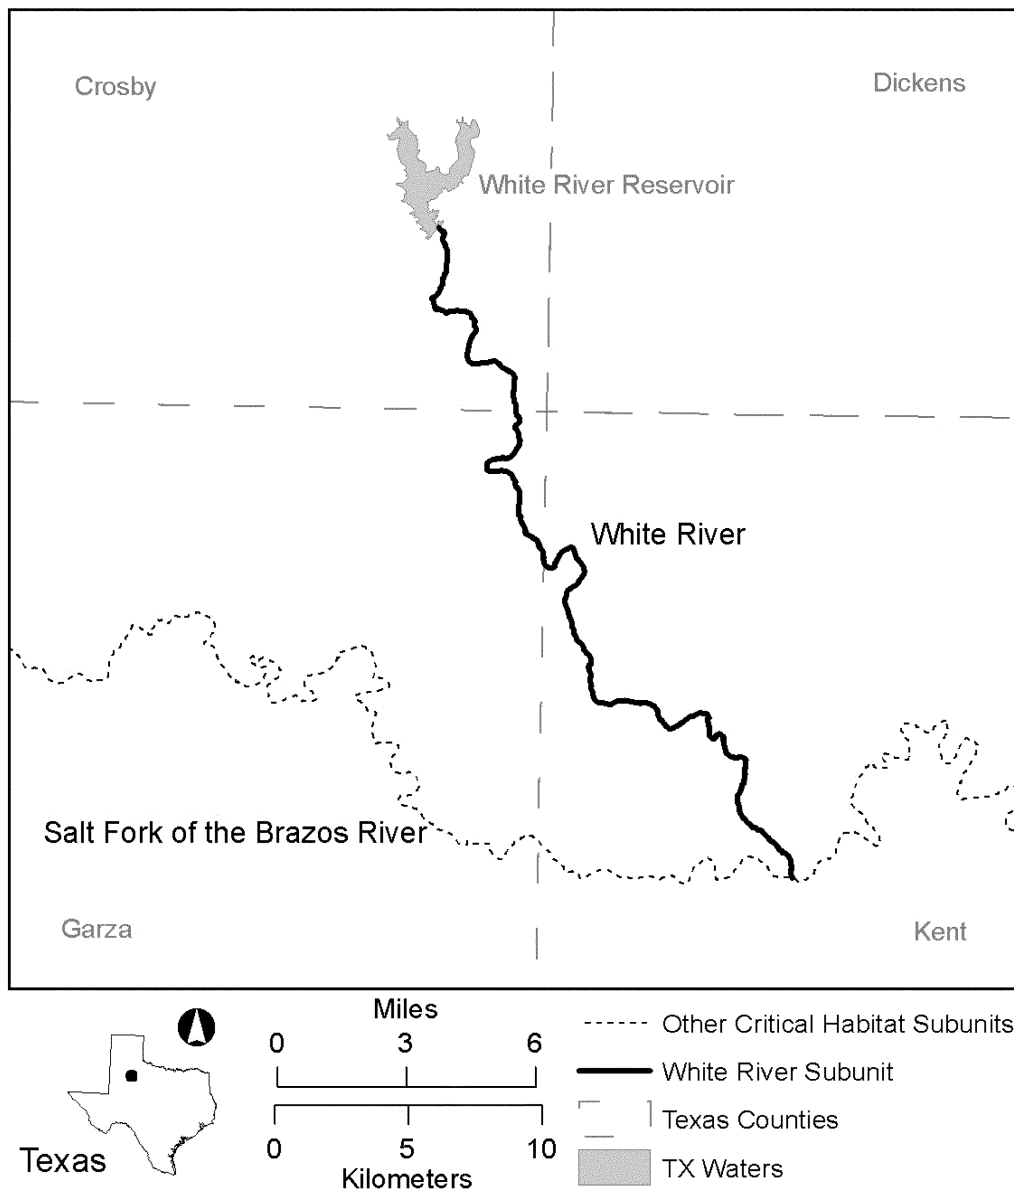 Crosby
Dickens
White River Reservoir
White River
Salt Fork of the Brazos River
Garza
Kent
Miles
0 3 6
0 5 10
Kilometers
Texas
Other Critical Habitat Subunits
White River Subunit
Texas Counties
TX Waters